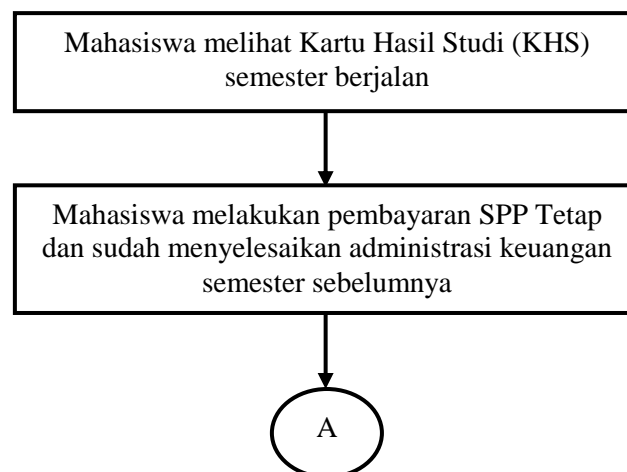 Mahasiswa melihat Kartu Hasil Studi (KHS)
semester berjalan
Mahasiswa melakukan pembayaran SPP Tetap
dan sudah menyelesaikan administrasi keuangan
semester sebelumnya
A